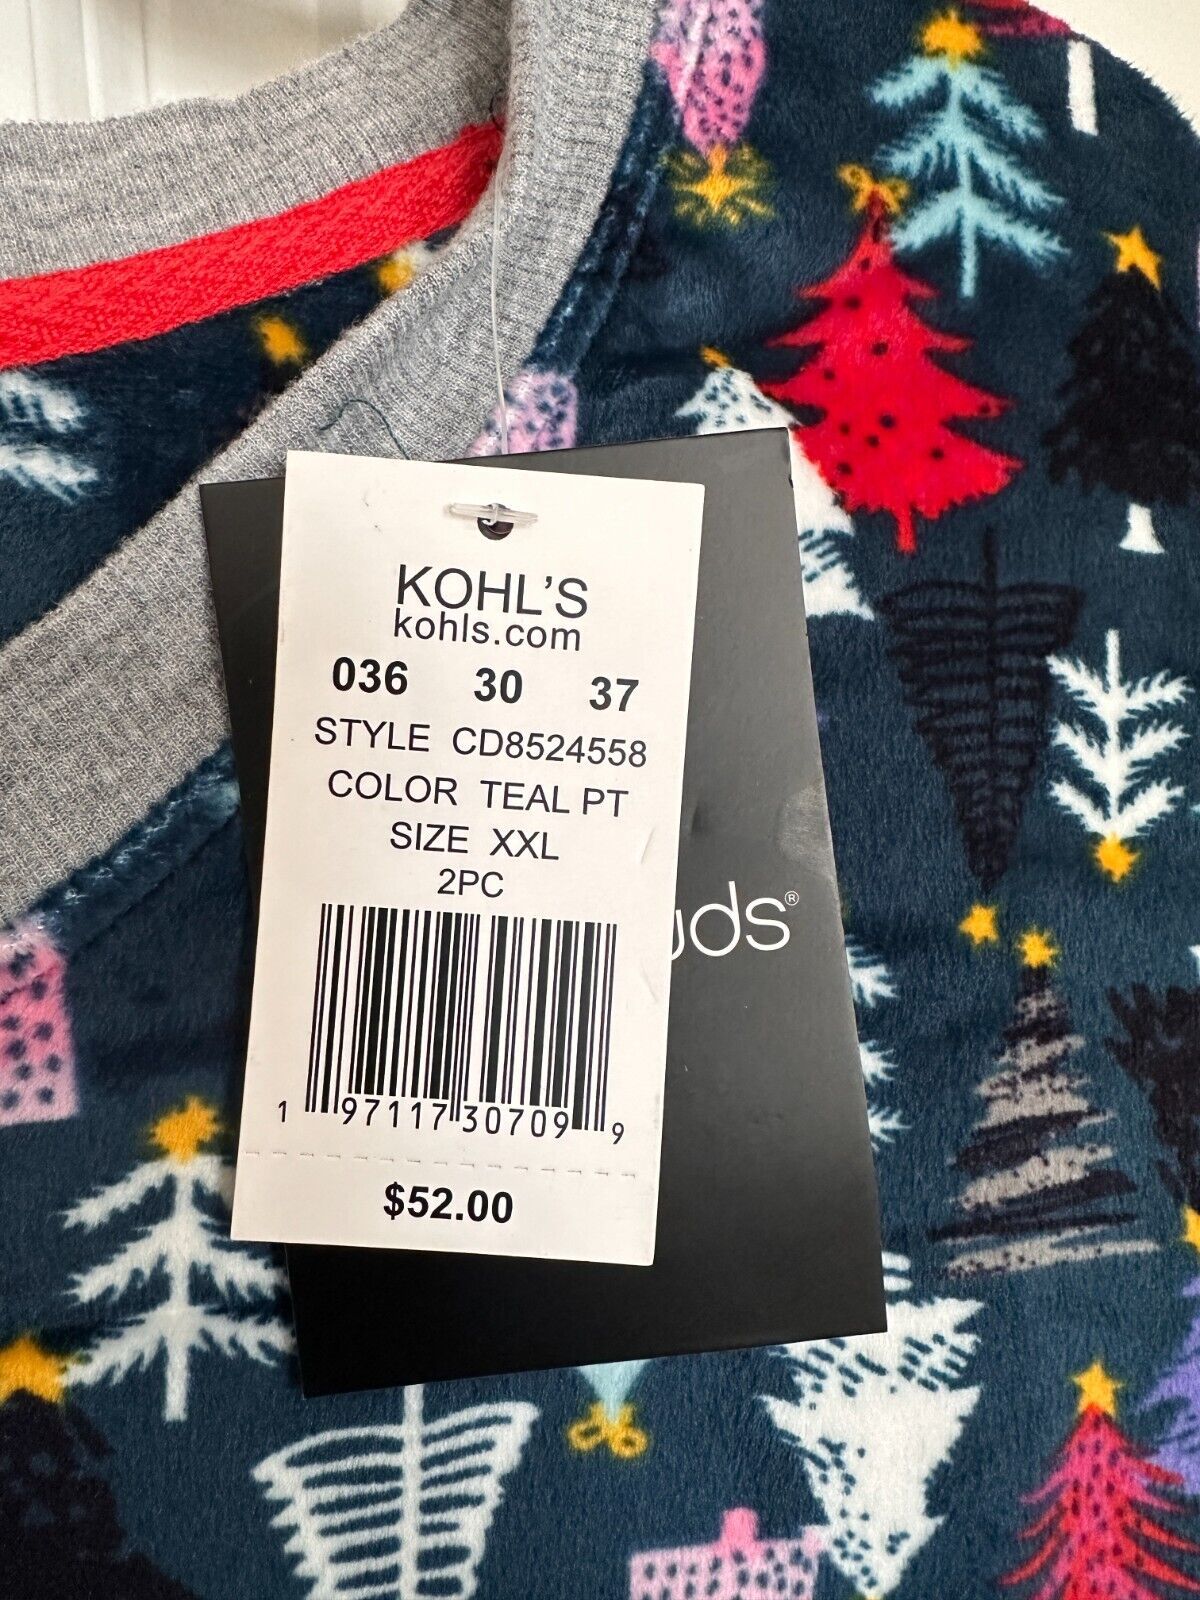 KOHL'S
kohls.com
036 30 37
STYLE CD8524558
COLOR TEAL PT
SIZE XXL
2PC
uds®
1 97117 30709 9
$52.00